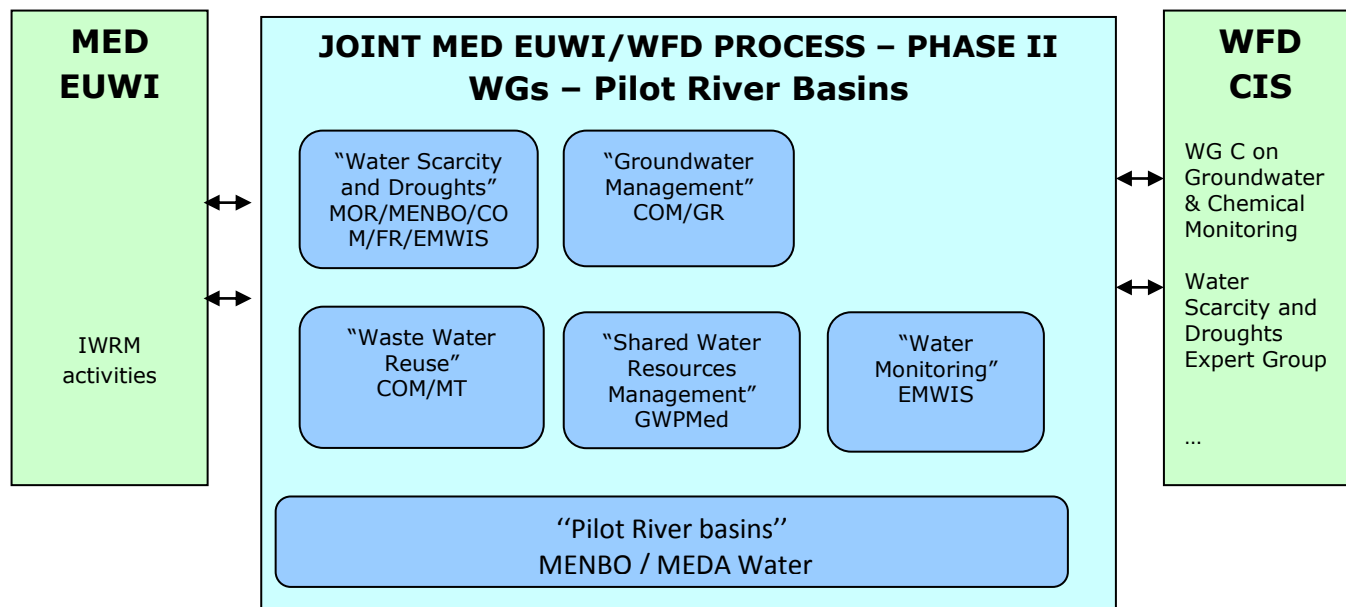 MED
EUWI
IWRM
activities
JOINT MED EUWI/WFD PROCESS – PHASE II
WGs – Pilot River Basins
“Water Scarcity
and Droughts”
MOR/MENBO/CO
M/FR/EMWIS
“Groundwater
Management”
COM/GR
“Waste Water
Reuse”
COM/MT
“Shared Water
Resources
Management”
GWPMed
“Water
Monitoring”
EMWIS
‘‘Pilot River basins’’
MENBO / MEDA Water
WFD
CIS
WG C on
Groundwater
& Chemical
Monitoring
Water
Scarcity and
Droughts
Expert Group
…